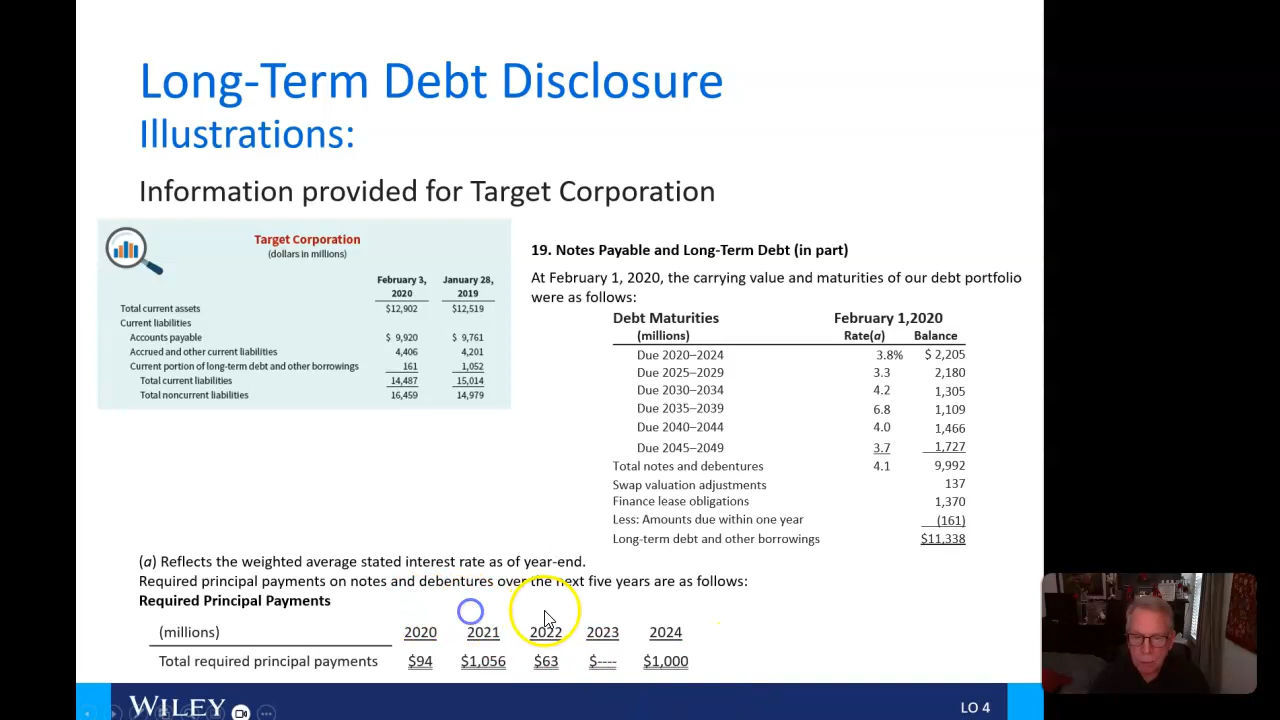 Long-Term Debt Disclosure
Illustrations:
Information provided for Target Corporation
Target Corporation
(dollars in millions)
February 3, January 28,
2020 2019
Total current assets $12,902 $12,519
Current liabilities
Accounts payable $ 9,920 $ 9,761
Accrued and other current liabilities 4,406 4,201
Current portion of long-term debt and other borrowings 161 1,052
Total current liabilities 14,487 15,014
Total noncurrent liabilities 16,459 14,979
19. Notes Payable and Long-Term Debt (in part)
At February 1, 2020, the carrying value and maturities of our debt portfolio
were as follows:
Debt Maturities February 1,2020
(millions) Rate(a) Balance
Due 2020–2024 3.8% $ 2,205
Due 2025–2029 3.3 2,180
Due 2030–2034 4.2 1,305
Due 2035–2039 6.8 1,109
Due 2040–2044 4.0 1,466
Due 2045–2049 3.7 1,727
Total notes and debentures 4.1 9,992
Swap valuation adjustments 137
Finance lease obligations 1,370
Less: Amounts due within one year (161)
Long-term debt and other borrowings $11,338
(a) Reflects the weighted average stated interest rate as of year-end.
Required principal payments on notes and debentures over the next five years are as follows:
Required Principal Payments
(millions) 2020 2021 2022 2023 2024
Total required principal payments $94 $1,056 $63 $---- $1,000
WILEY
LO 4